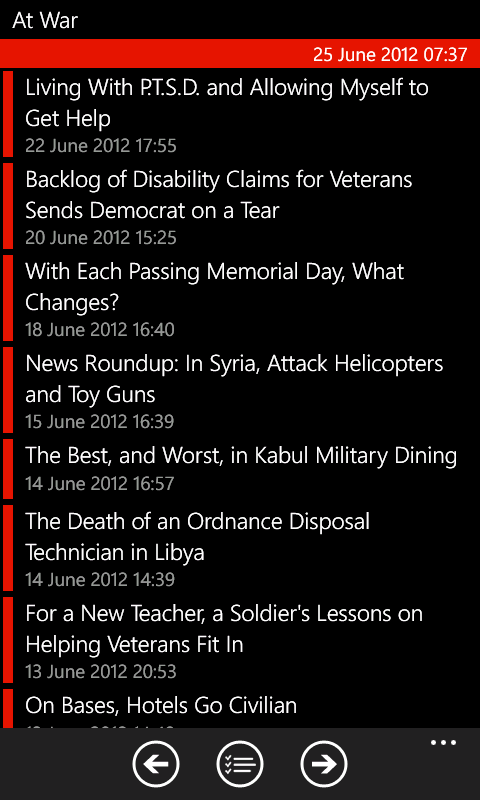 At War
25 June 2012 07:37
Living With P.T.S.D. and Allowing Myself to
Get Help
22 June 2012 17:55
Backlog of Disability Claims for Veterans
Sends Democrat on a Tear
20 June 2012 15:25
With Each Passing Memorial Day, What
Changes?
18 June 2012 16:40
News Roundup: In Syria, Attack Helicopters
and Toy Guns
15 June 2012 16:39
The Best, and Worst, in Kabul Military Dining
14 June 2012 16:57
The Death of an Ordnance Disposal
Technician in Libya
14 June 2012 14:39
For a New Teacher, a Soldier's Lessons on
Helping Veterans Fit In
13 June 2012 20:53
On Bases, Hotels Go Civilian